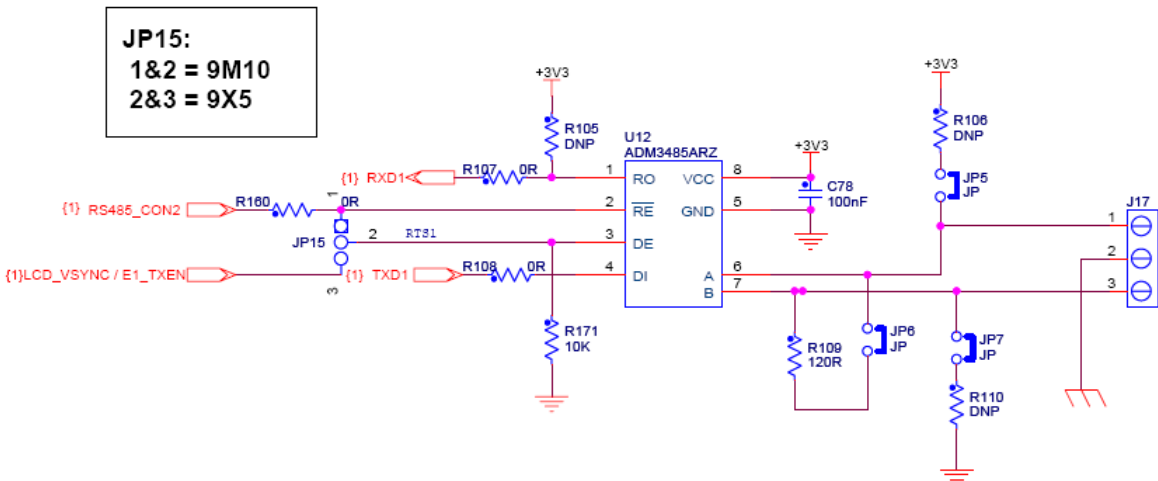 JP15:
1&2 = 9M10
2&3 = 9X5
+3V3
R105
DNP
{1} RXD1
R107
0R
{1} RS485_CON2
R160
0R
1
JP15
2
RTS1
3
{1}LCD_VSYNC / E1_TXEN
{1} TXD1
R108
0R
R171
10K
U12
ADM3485ARZ
1
RO
2
RE
3
DE
4
DI
VCC
8
GND
5
A
6
B
7
+3V3
C78
100nF
+3V3
R106
DNP
JP5
JP
J17
1
2
3
R109
120R
JP6
JP
JP7
JP
R110
DNP